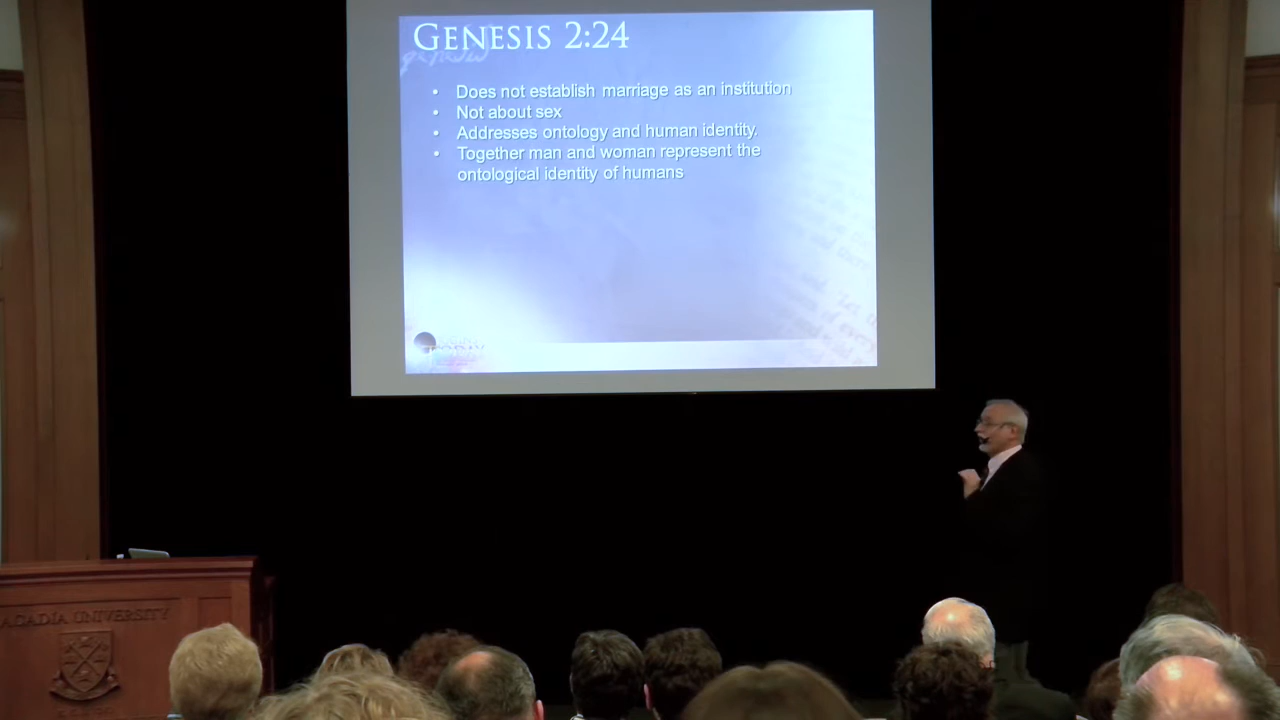 GENESIS 2:24
• Does not establish marriage as an institution
• Not about sex
• Addresses ontology and human identity.
• Together man and woman represent the
ontological identity of humans
TODAY
ACADIA UNIVERSITY